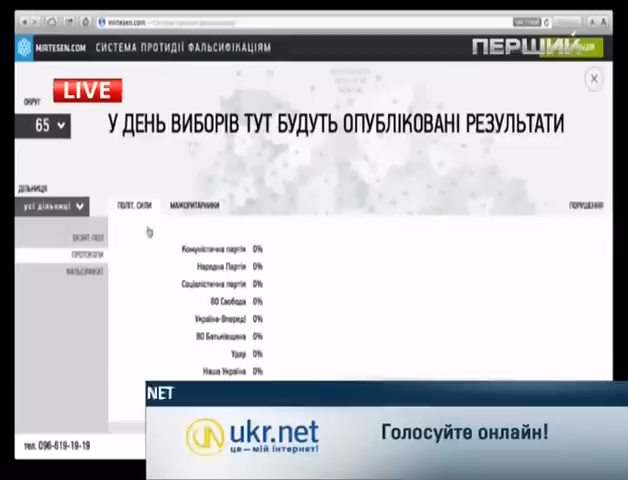 mirtesen.com
MIRTESEN.COM СИСТЕМА ПРОТИДІЇ ФАЛЬСИФІКАЦІЯМ
ПЕРШИЙ
LIVE
ОКРУГ
65
У ДЕНЬ ВИБОРІВ ТУТ БУДУТЬ ОПУБЛІКОВАНІ РЕЗУЛЬТАТИ
ДІЛЬНИЦЯ
усі дільниці
ПОЛІТ. СИЛИ
МАЖОРИТАРНИКИ
ПОРУШЕННЯ
ПРОТОКОЛИ
Комуністична партія 0%
Народна Партія 0%
Соціалістична партія 0%
ВО Свобода 0%
Україна-Вперед! 0%
ВО Батьківщина 0%
Удар 0%
Наша Україна 0%
NET
ukr.net
це – мій інтернет!
Голосуйте онлайн!
тел. 096-619-19-19